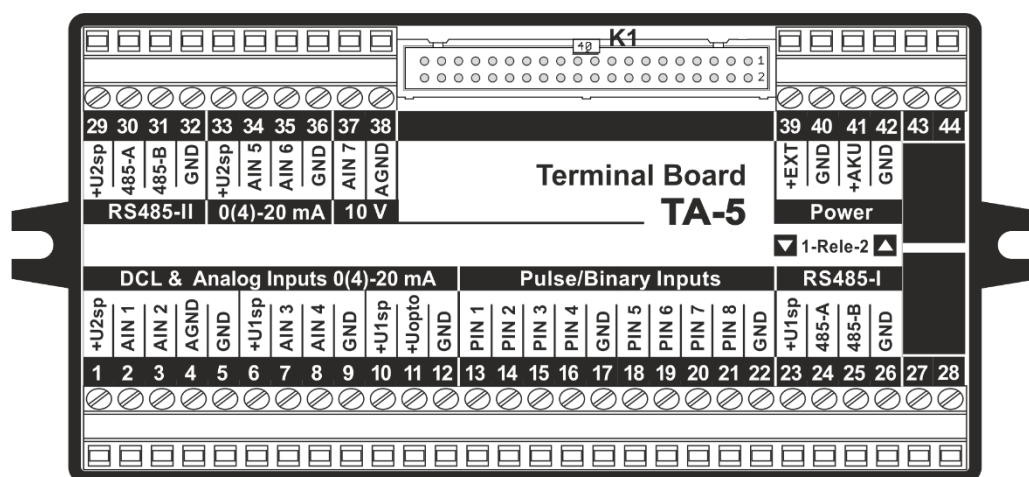 40 K1
1
2
29 30 31 32 33 34 35 36 37 38 39 40 41 42 43 44
+U2sp 485-A 485-B GND +U2sp AIN 5 AIN 6 GND AIN 7 AGND +EXT GND +AKU GND
Terminal Board
TA-5
RS485-II 0(4)-20 mA 10 V Power
1-Rele-2
DCL & Analog Inputs 0(4)-20 mA Pulse/Binary Inputs RS485-I
+U2sp AIN 1 AIN 2 AGND GND +U1sp AIN 3 AIN 4 GND +U1sp +Uopto GND PIN 1 PIN 2 PIN 3 PIN 4 GND PIN 5 PIN 6 PIN 7 PIN 8 GND +U1sp 485-A 485-B GND
1 2 3 4 5 6 7 8 9 10 11 12 13 14 15 16 17 18 19 20 21 22 23 24 25 26 27 28